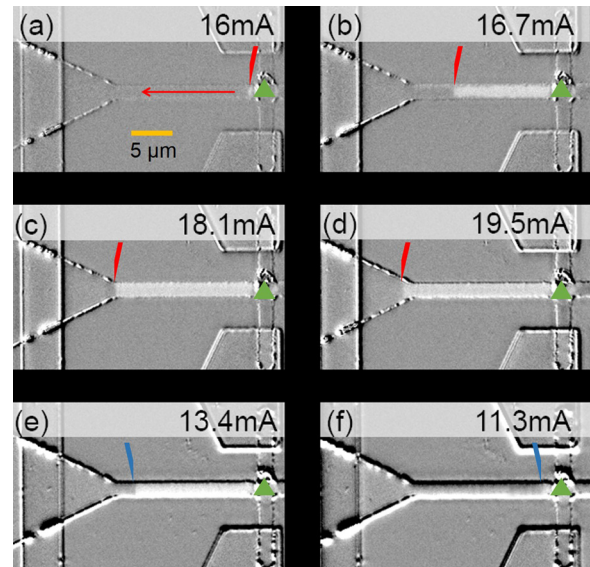 (a) 16mA
5 μm
(b) 16.7mA
(c) 18.1mA
(d) 19.5mA
(e) 13.4mA
(f) 11.3mA